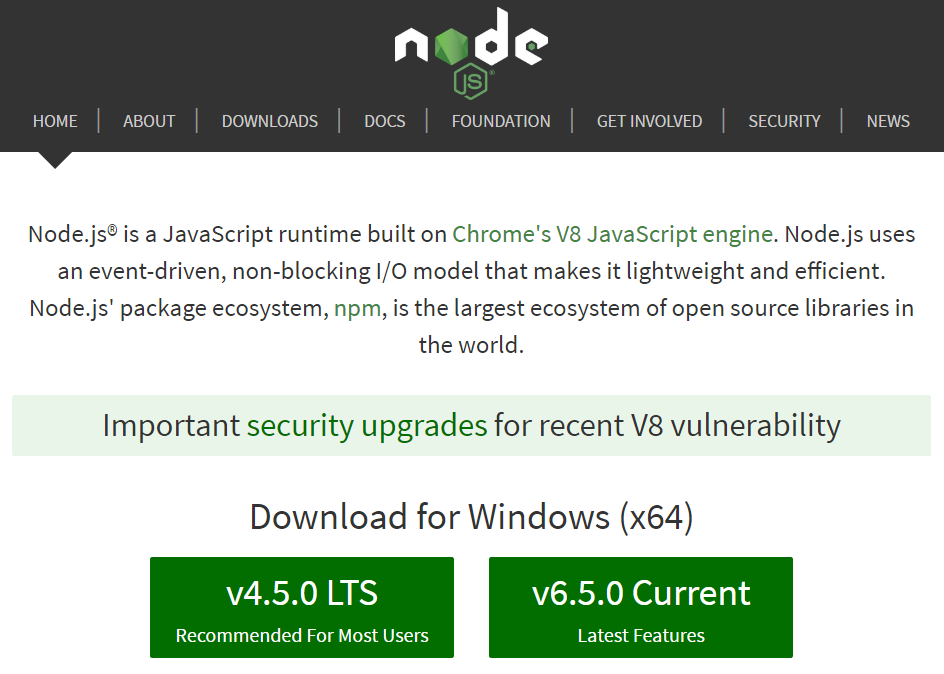 node
JS®
HOME | ABOUT | DOWNLOADS | DOCS | FOUNDATION | GET INVOLVED | SECURITY | NEWS
Node.js® is a JavaScript runtime built on Chrome's V8 JavaScript engine. Node.js uses
an event-driven, non-blocking I/O model that makes it lightweight and efficient.
Node.js' package ecosystem, npm, is the largest ecosystem of open source libraries in
the world.
Important security upgrades for recent V8 vulnerability
Download for Windows (x64)
v4.5.0 LTS
Recommended For Most Users
v6.5.0 Current
Latest Features